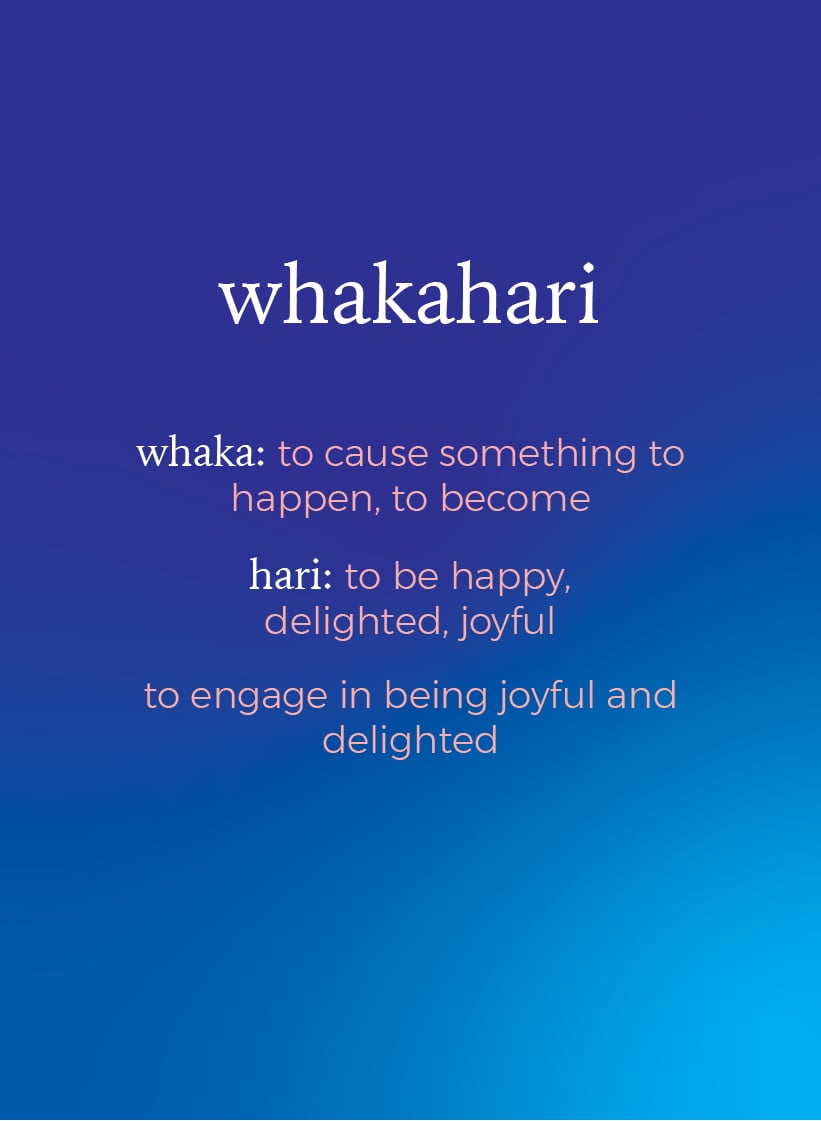 whakahari
whaka: to cause something to
happen, to become
hari: to be happy,
delighted, joyful
to engage in being joyful and
delighted